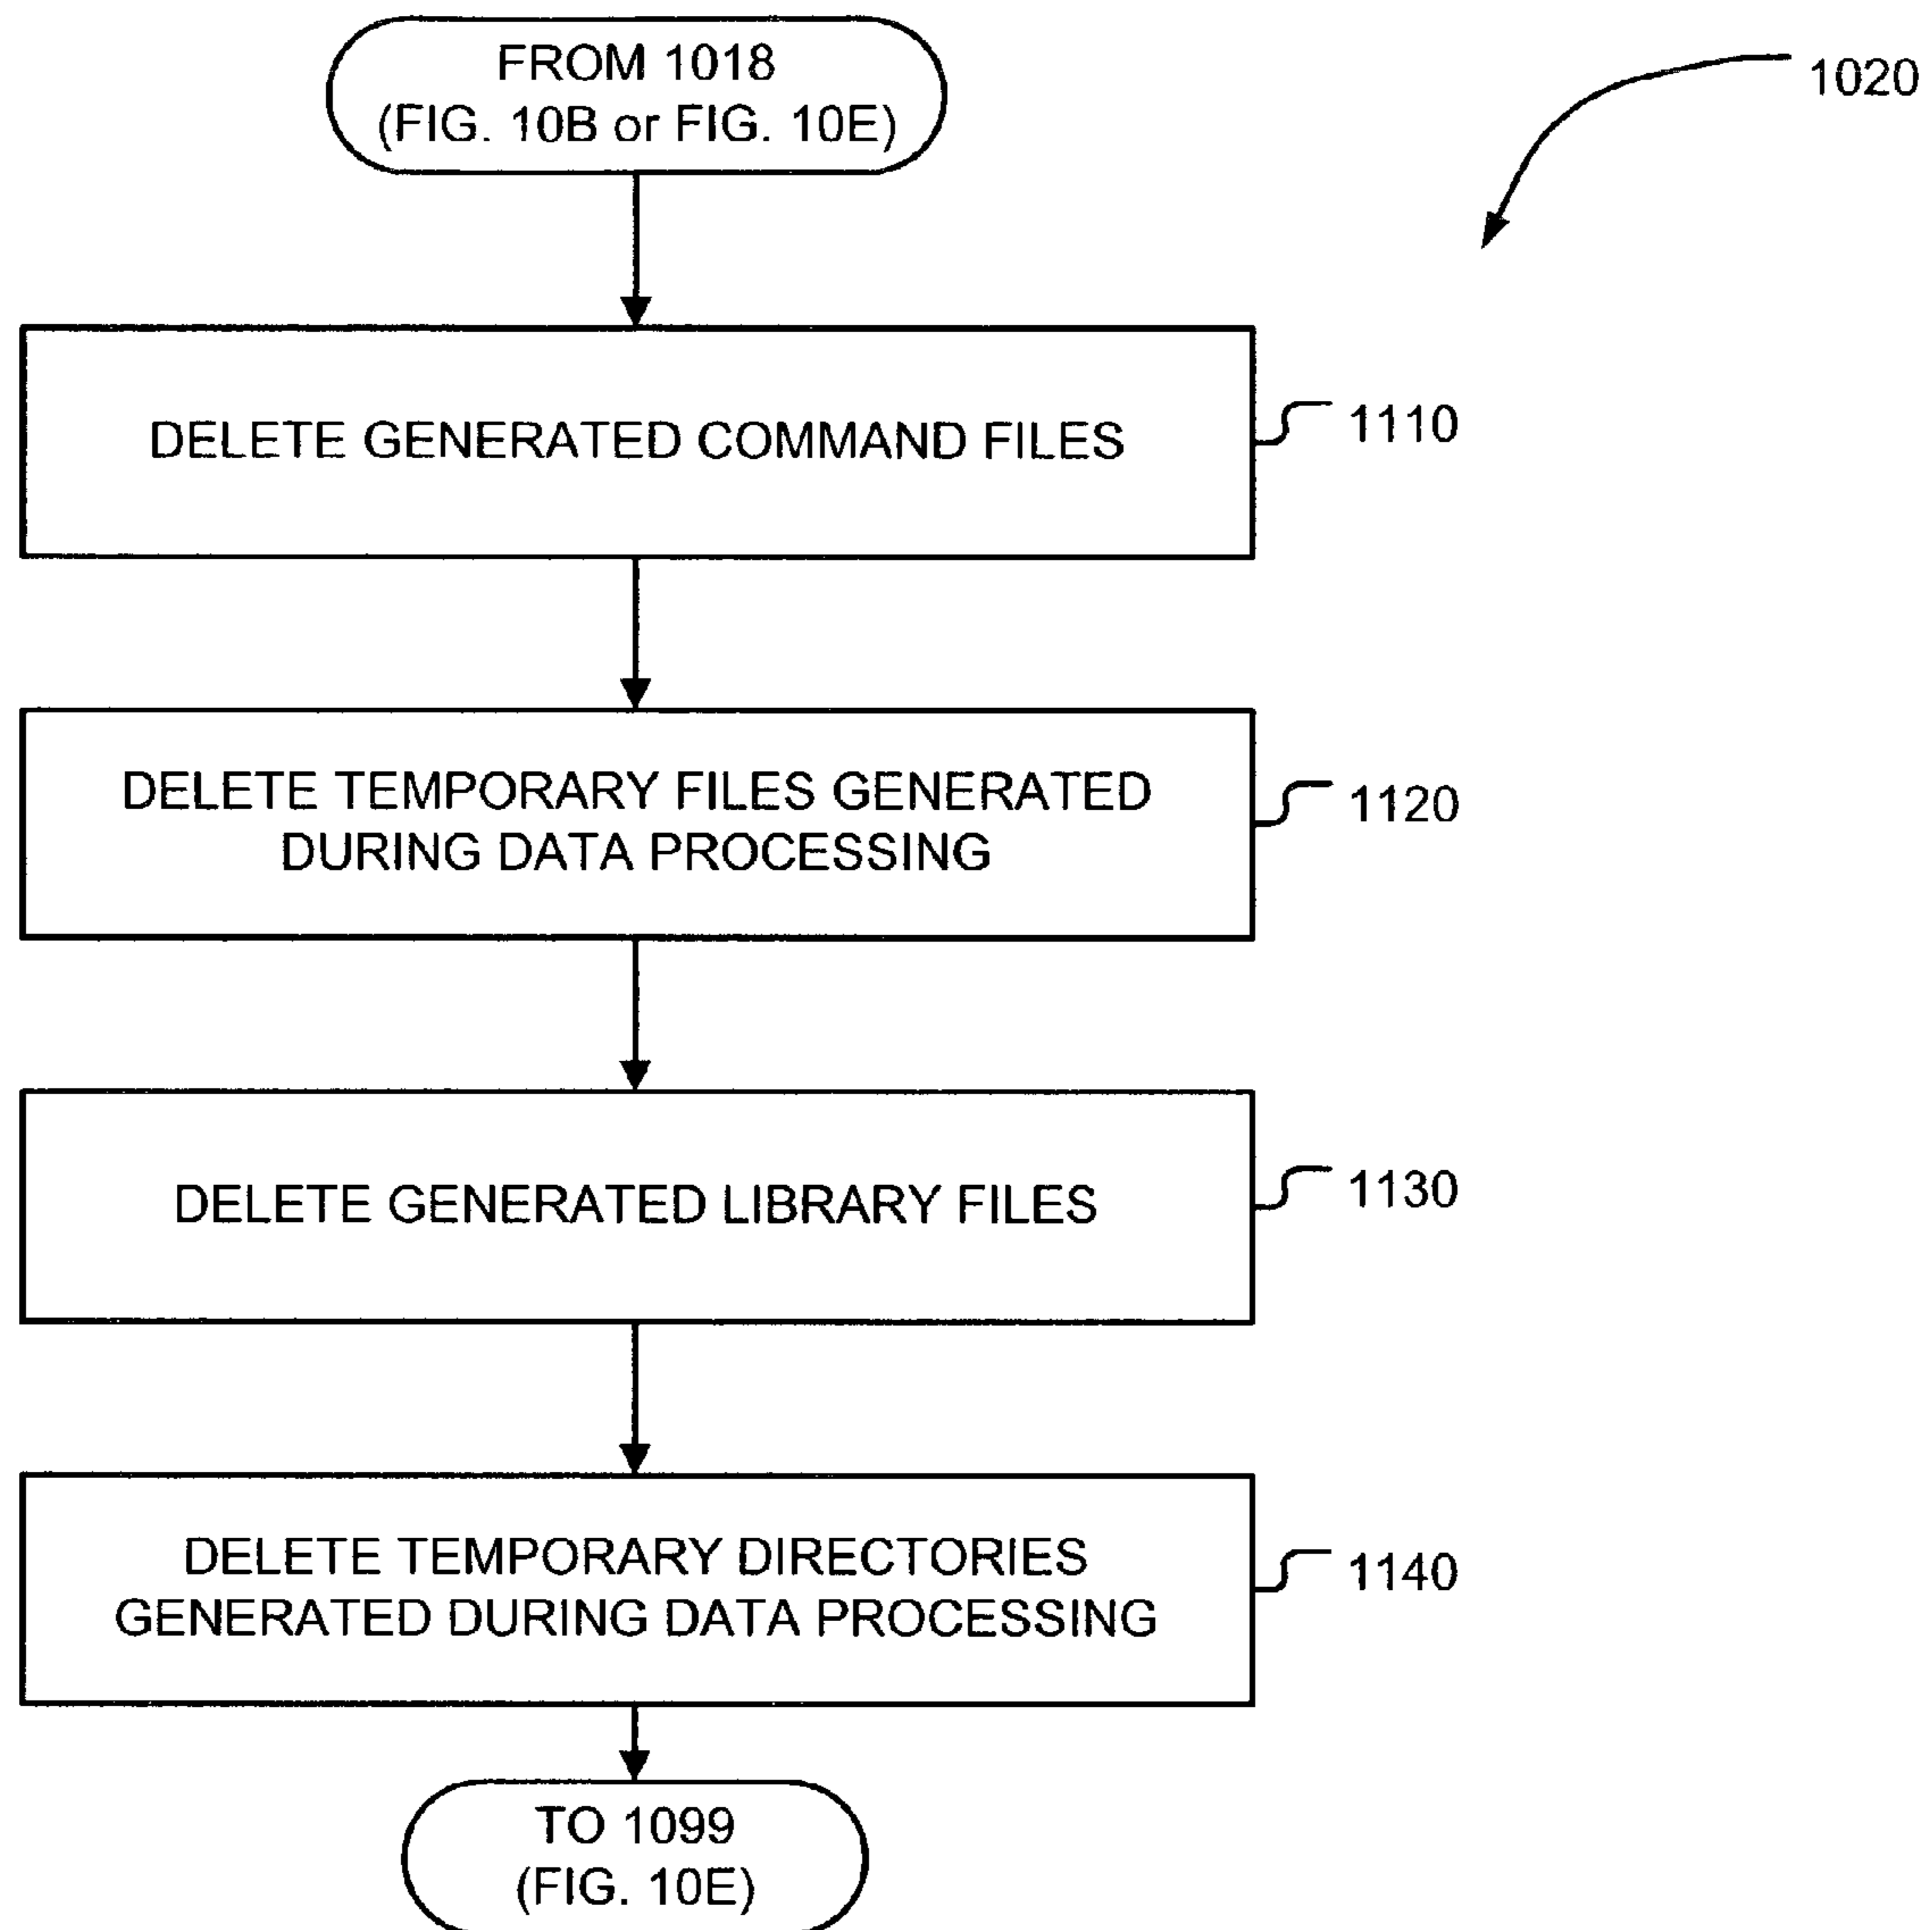 FROM 1018
(FIG. 10B or FIG. 10E)
1020
DELETE GENERATED COMMAND FILES
1110
DELETE TEMPORARY FILES GENERATED
DURING DATA PROCESSING
1120
DELETE GENERATED LIBRARY FILES
1130
DELETE TEMPORARY DIRECTORIES
GENERATED DURING DATA PROCESSING
1140
TO 1099
(FIG. 10E)